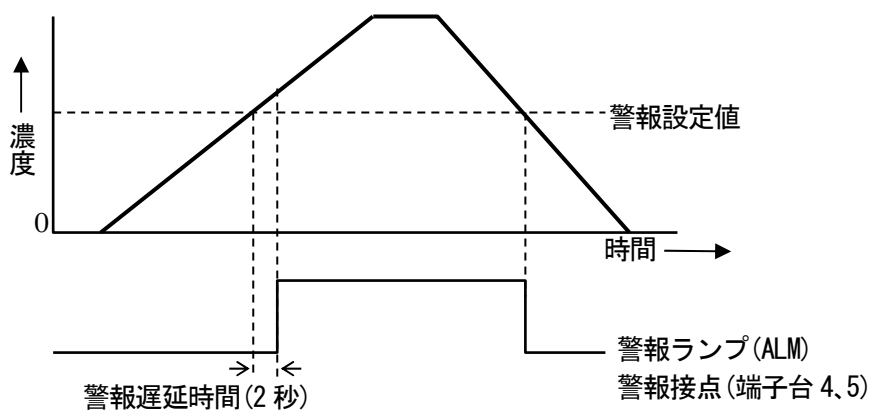 濃度
警報設定値
0
時間
警報ランプ(ALM)
警報接点(端子台 4、5)
警報遅延時間(2 秒)